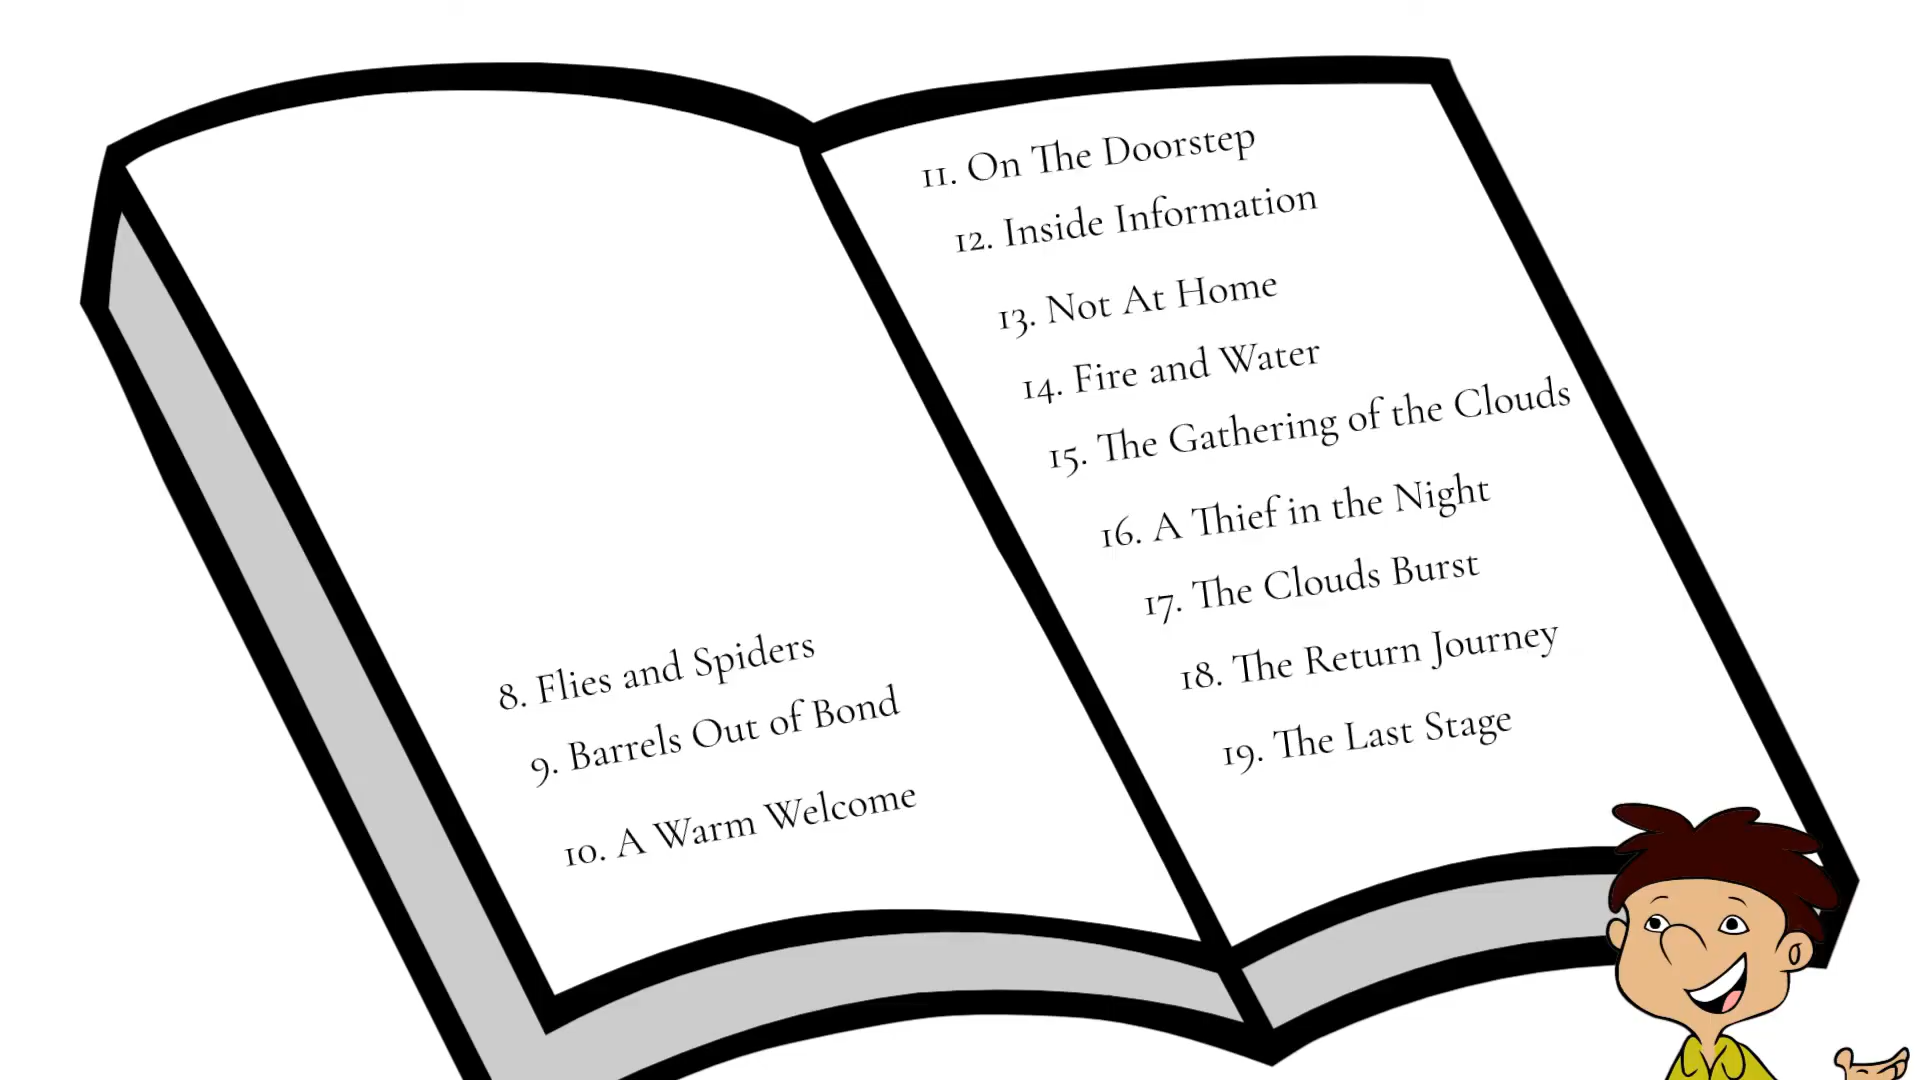 8. Flies and Spiders
9. Barrels Out of Bond
10. A Warm Welcome
11. On The Doorstep
12. Inside Information
13. Not At Home
14. Fire and Water
15. The Gathering of the Clouds
16. A Thief in the Night
17. The Clouds Burst
18. The Return Journey
19. The Last Stage